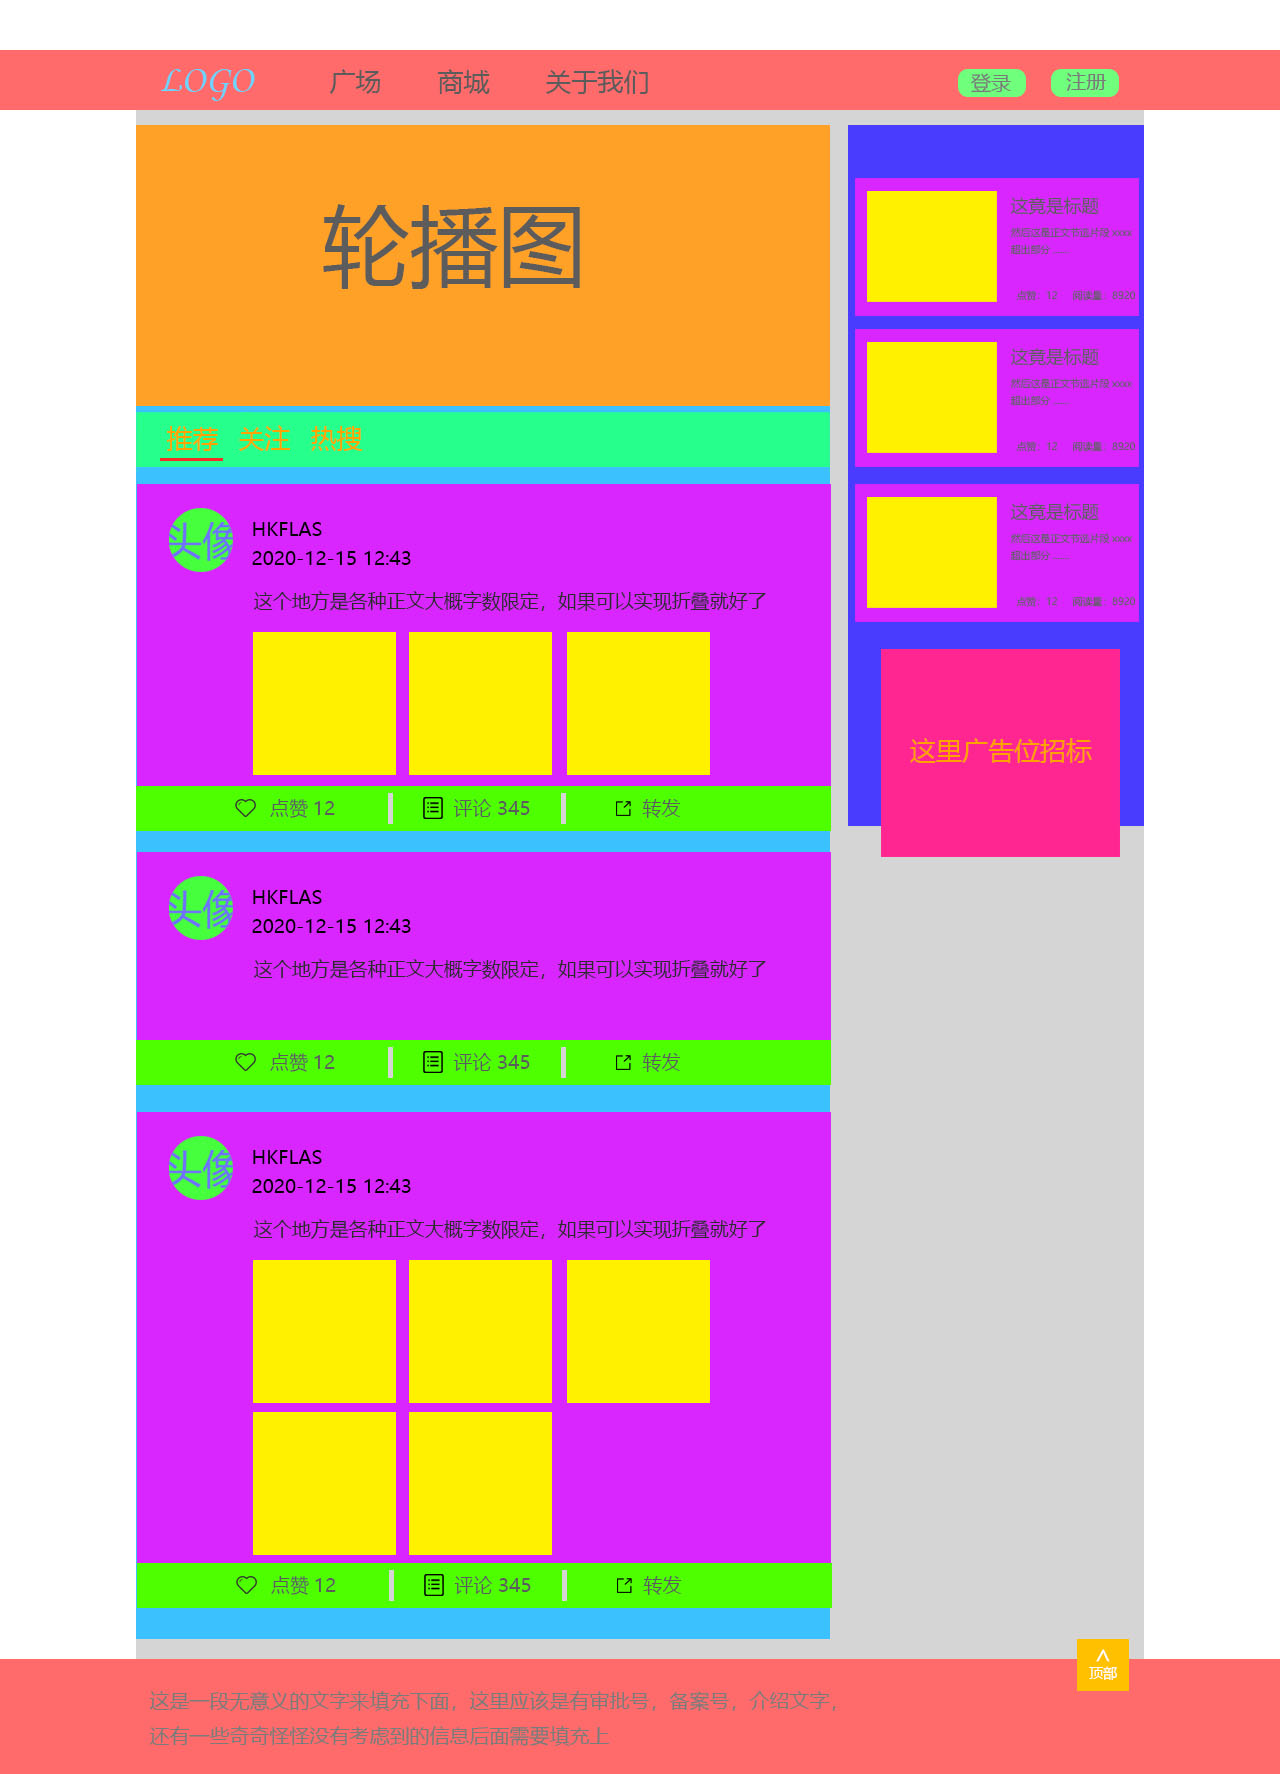 LOGO 广场 商城 关于我们 登录 注册
轮播图
推荐 关注 热搜
头像
HKFLAS
2020-12-15 12:43
这个地方是各种正文大概字数限定，如果可以实现折叠就好了
点赞 12 评论 345 转发
头像
HKFLAS
2020-12-15 12:43
这个地方是各种正文大概字数限定，如果可以实现折叠就好了
点赞 12 评论 345 转发
头像
HKFLAS
2020-12-15 12:43
这个地方是各种正文大概字数限定，如果可以实现折叠就好了
点赞 12 评论 345 转发
这竟是标题
然后这是正文节选片段 xxxx
超出部分 ......
点赞：12 阅读量：8920
这竟是标题
然后这是正文节选片段 xxxx
超出部分 ......
点赞：12 阅读量：8920
这竟是标题
然后这是正文节选片段 xxxx
超出部分 ......
点赞：12 阅读量：8920
这里广告位招标
顶部
这是一段无意义的文字来填充下面，这里应该是有审批号，备案号，介绍文字，
还有一些奇奇怪怪没有考虑到的信息后面需要填充上